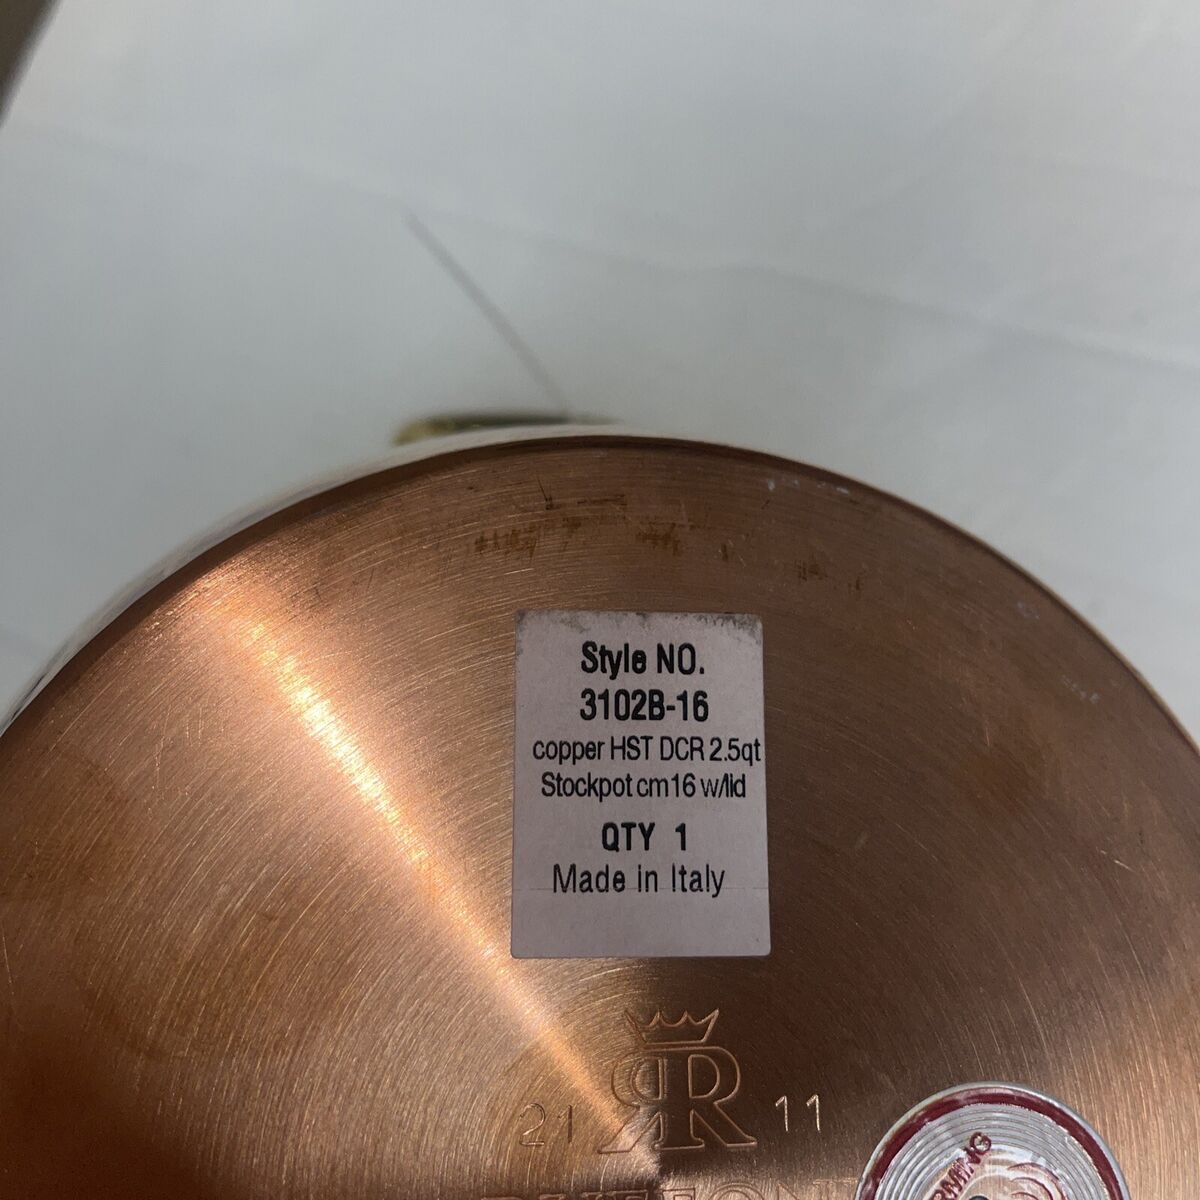 Style NO.
3102B-16
copper HST DCR 2.5qt
Stockpot cm16 w/lid
QTY 1
Made in Italy
RR
21 11